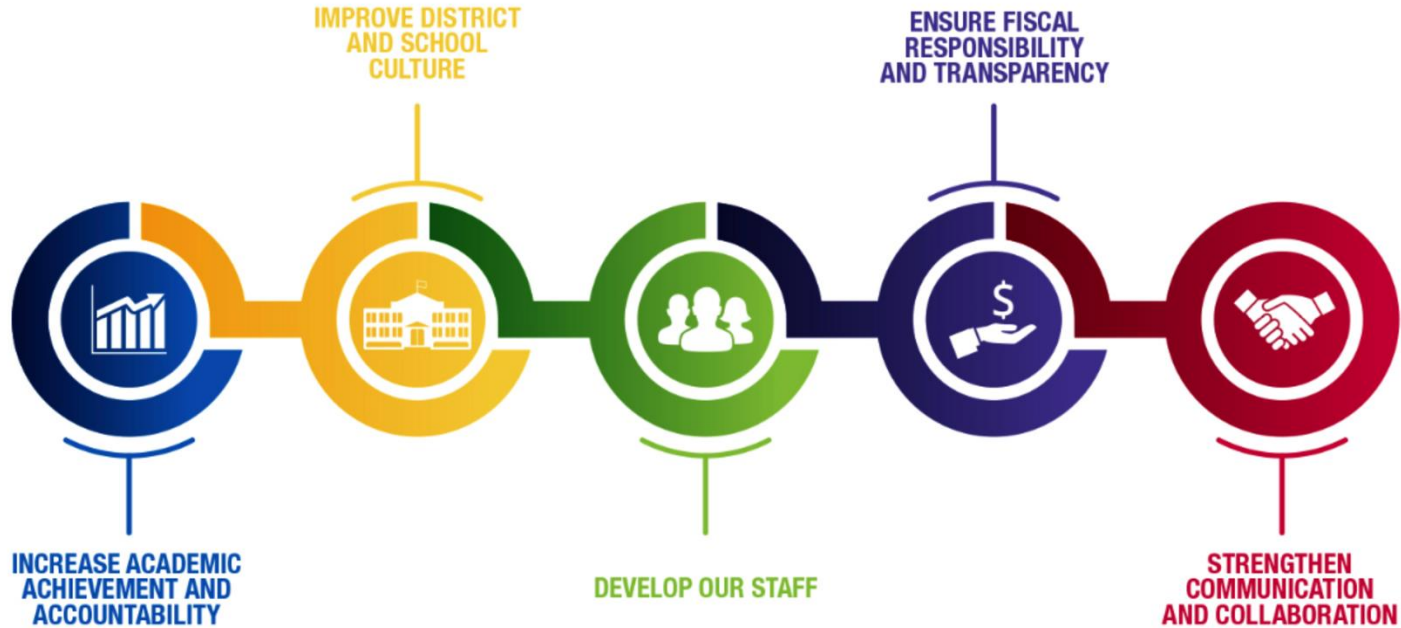 IMPROVE DISTRICT
AND SCHOOL
CULTURE
ENSURE FISCAL
RESPONSIBILITY
AND TRANSPARENCY
$
INCREASE ACADEMIC
ACHIEVEMENT AND
ACCOUNTABILITY
DEVELOP OUR STAFF
STRENGTHEN
COMMUNICATION
AND COLLABORATION